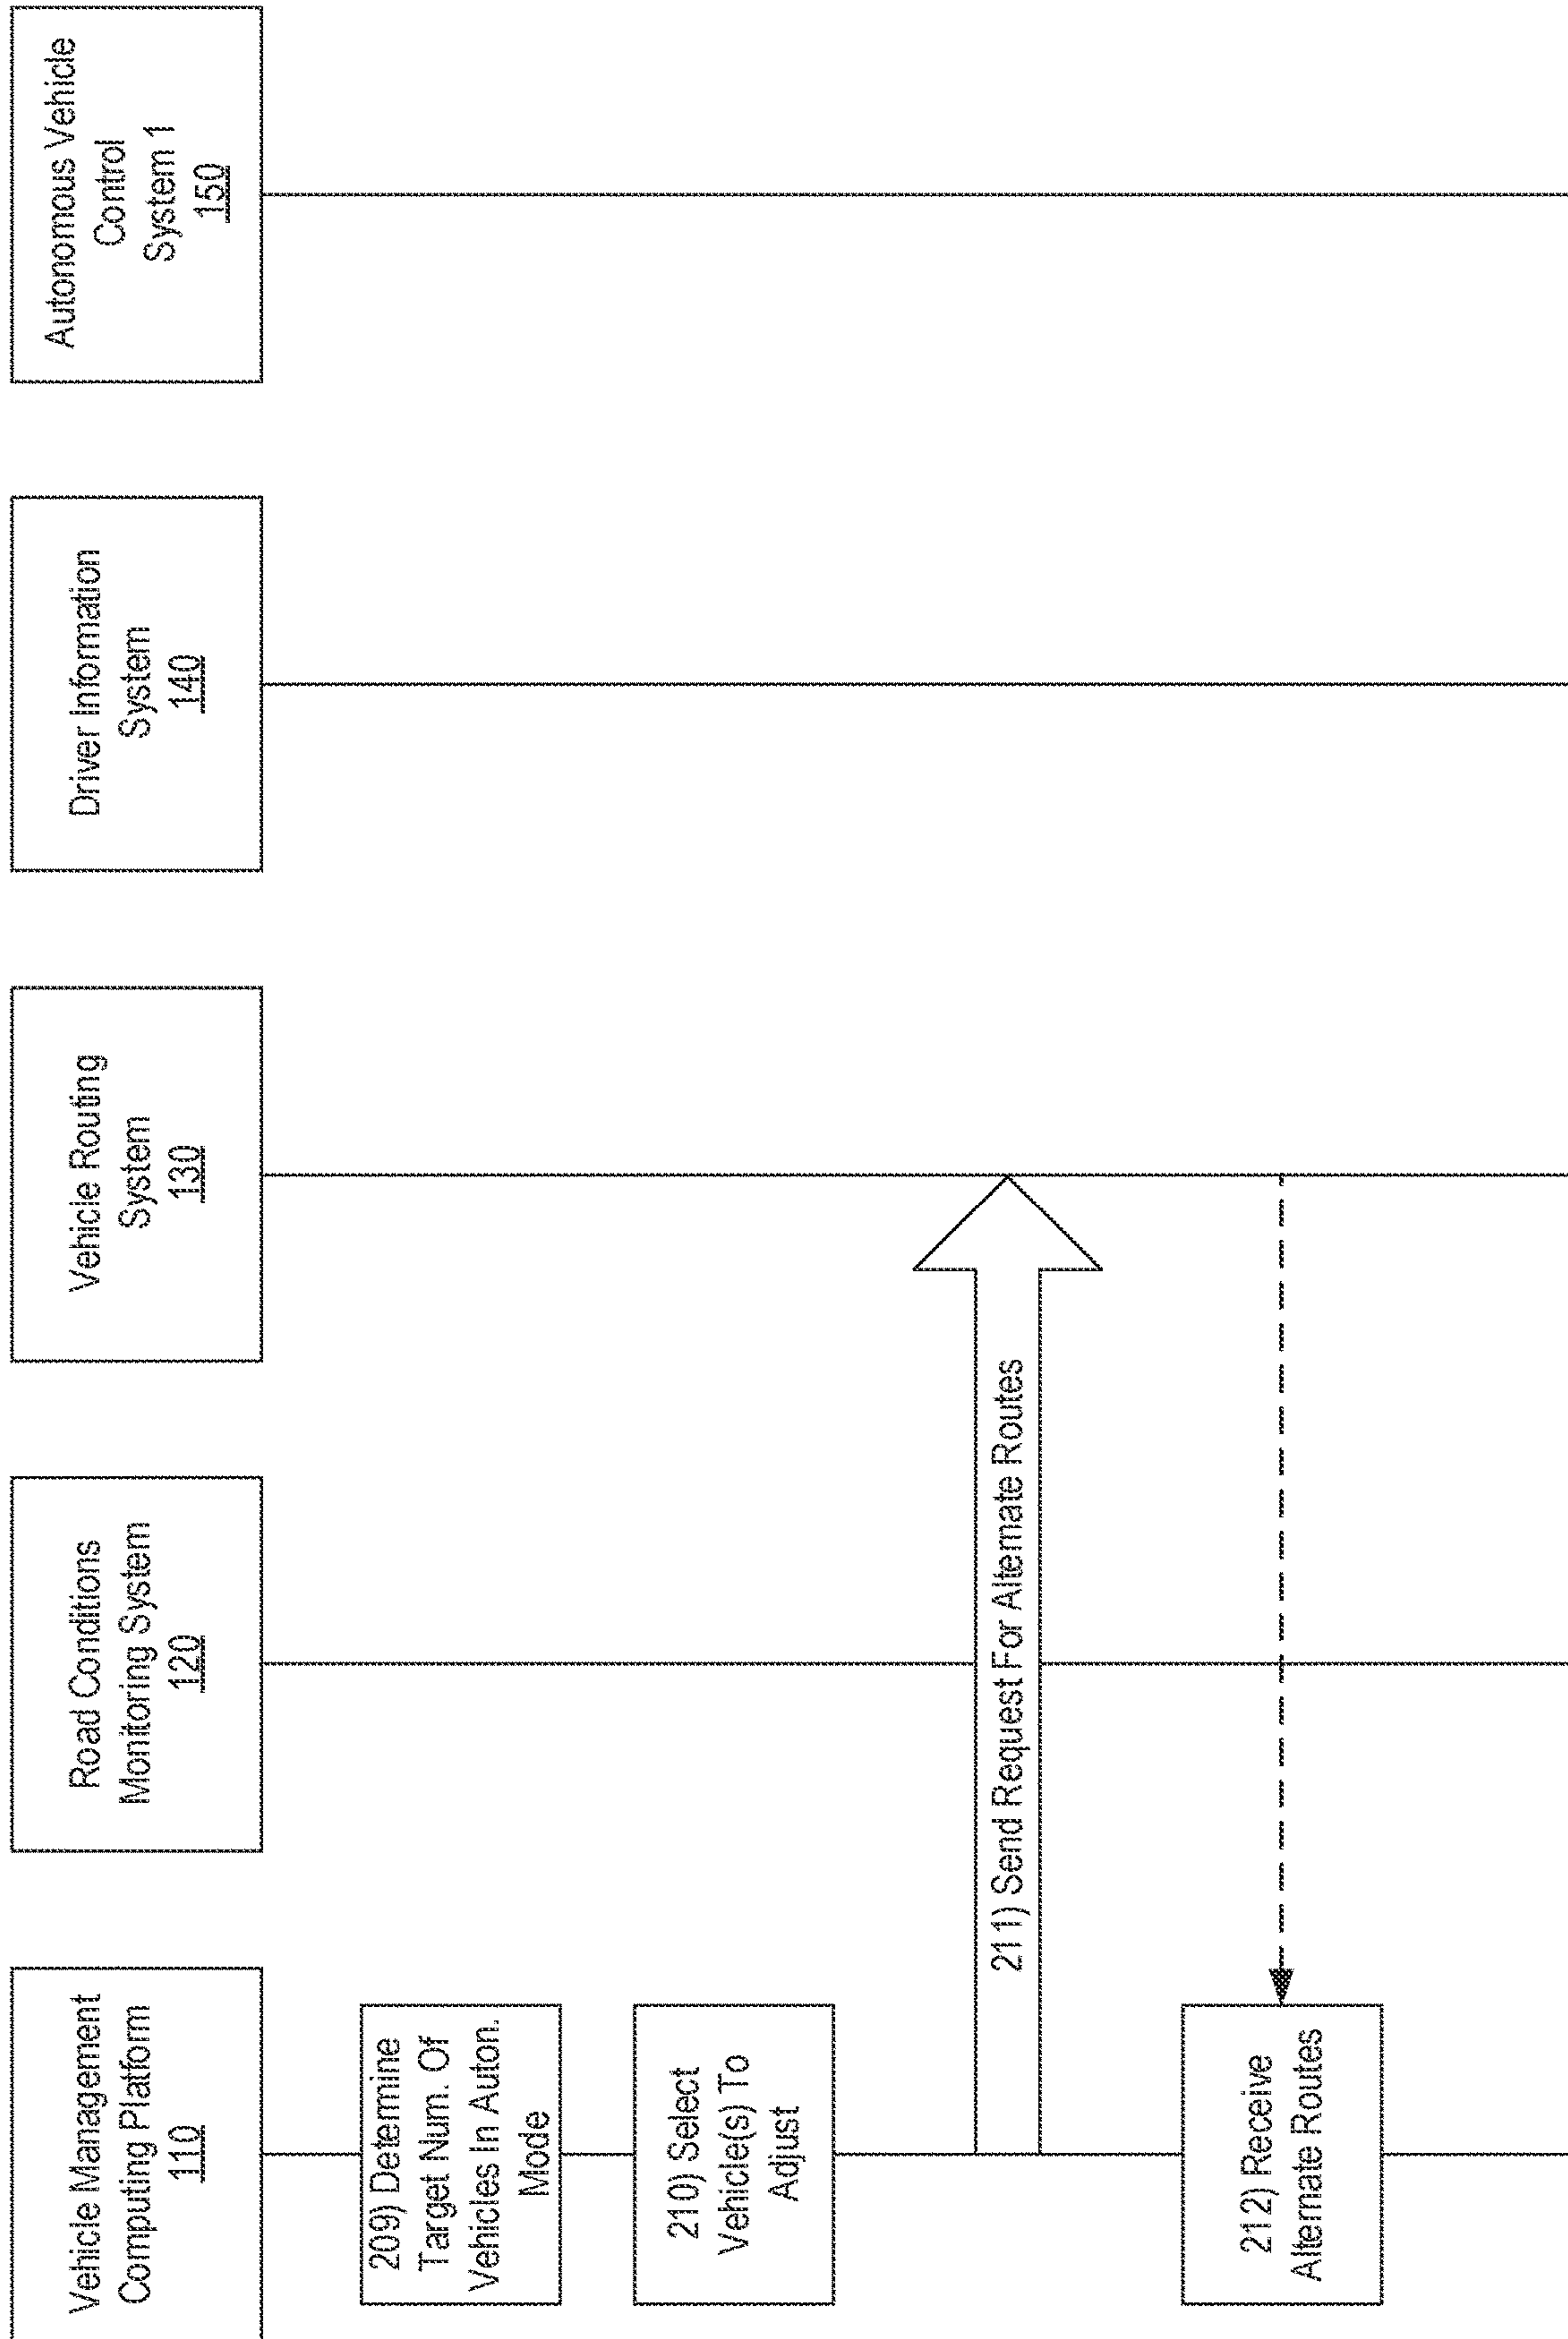 Vehicle Management
Computing Platform
110
Road Conditions
Monitoring System
120
Vehicle Routing
System
130
Driver Information
System
140
Autonomous Vehicle
Control
System 1
150
209) Determine
Target Num. Of
Vehicles In Auton.
Mode
210) Select
Vehicle(s) To
Adjust
211) Send Request For Alternate Routes
212) Receive
Alternate Routes